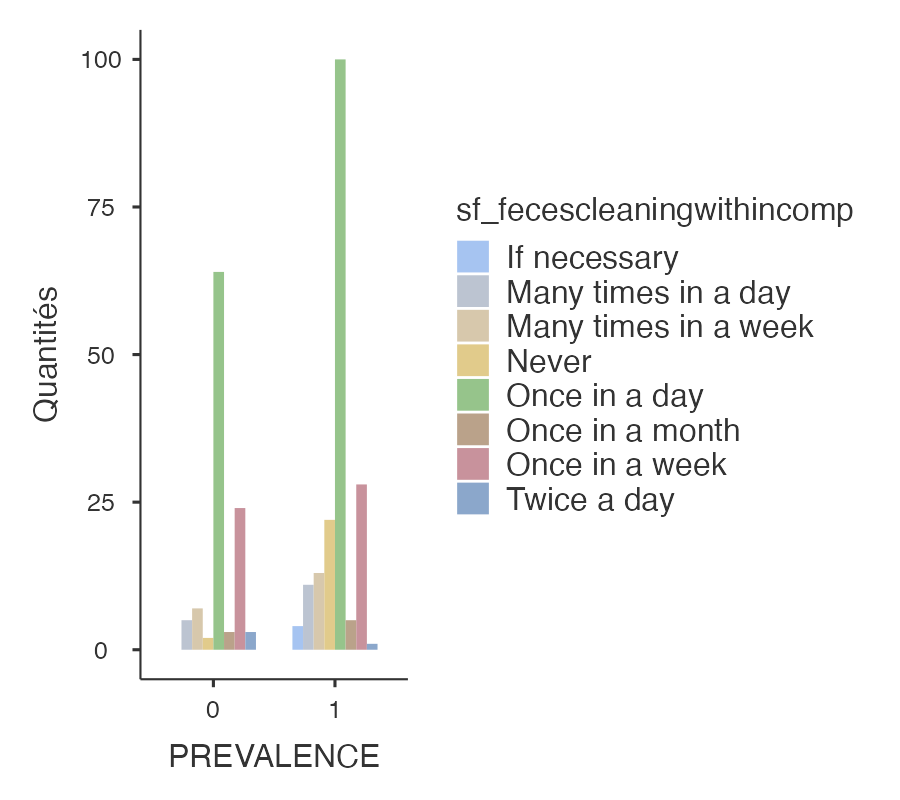 100
75
50
25
0
Quantités
0 1
PREVALENCE
sf_fecescleaningwithincomp
If necessary
Many times in a day
Many times in a week
Never
Once in a day
Once in a month
Once in a week
Twice a day